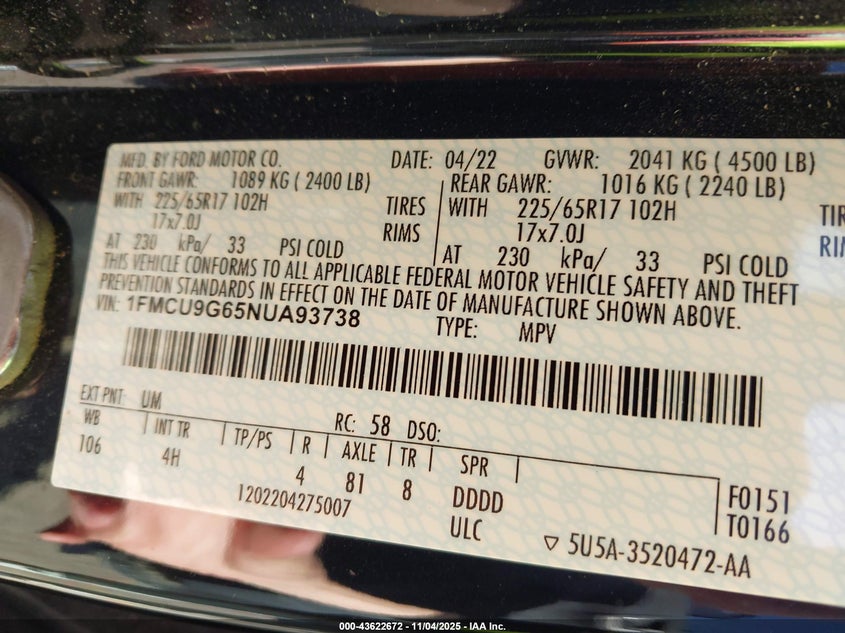 MFD. BY FORD MOTOR CO. DATE: 04/22 GVWR: 2041 KG ( 4500 LB)
FRONT GAWR: 1089 KG ( 2400 LB) REAR GAWR: 1016 KG ( 2240 LB)
WITH 225/65R17 102H TIRES WITH 225/65R17 102H
17x7.0J RIMS 17x7.0J
AT 230 kPa/ 33 PSI COLD AT 230 kPa/ 33 PSI COLD
THIS VEHICLE CONFORMS TO ALL APPLICABLE FEDERAL MOTOR VEHICLE SAFETY AND THEFT
PREVENTION STANDARDS IN EFFECT ON THE DATE OF MANUFACTURE SHOWN ABOVE.
VIN: 1FMCU9G65NUA93738 TYPE: MPV
EXT PNT: UM RC: 58 DSO:
WB INT TR TP/PS R AXLE TR SPR
106 4H 4 81 8 DDDD F0151
1202204275007 ULC T0166
5U5A-3520472-AA
000-43622672 - 11/04/2025 - IAA Inc.